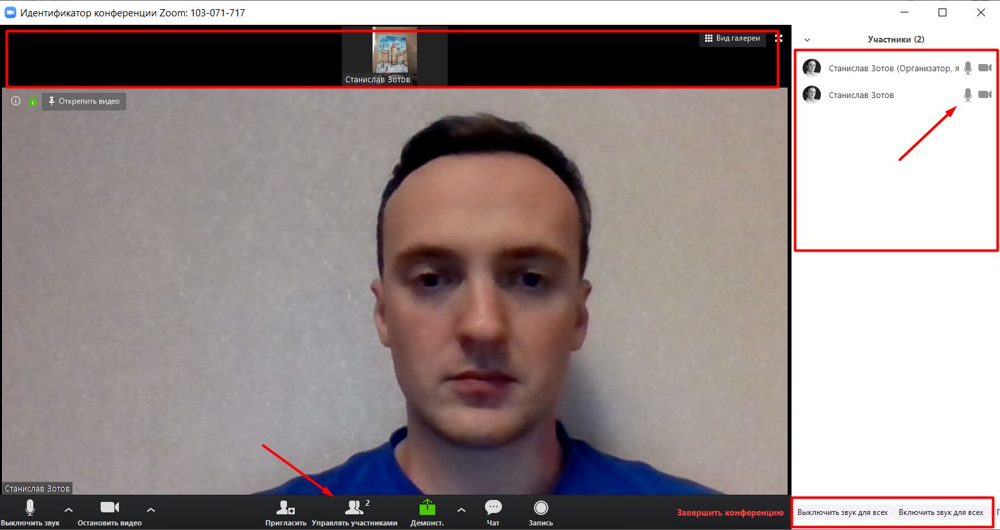 Идентификатор конференции Zoom: 103-071-717
Вид галереи
Станислав Зотов
Открепить видео
Станислав Зотов
Участники (2)
Станислав Зотов (Организатор, я
Станислав Зотов
Выключить звук
Остановить видео
Пригласить
Управлять участниками
2
Демонст.
Чат
Запись
Завершить конференцию
Выключить звук для всех
Включить звук для всех